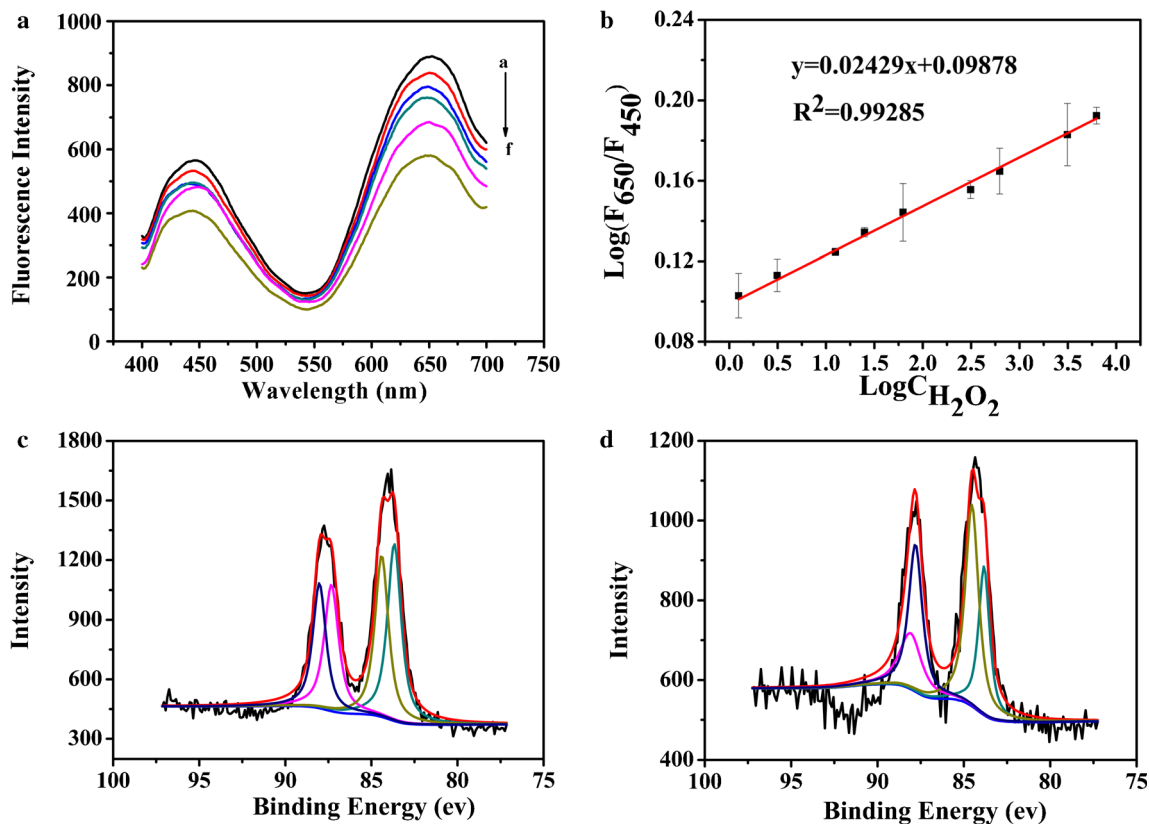 a
1000
800
600
400
200
0
Fluorescence Intensity
a
f
400 450 500 550 600 650 700 750
Wavelength (nm)
b
0.24
0.20
0.16
0.12
0.08
Log(F650/F450)
y=0.02429x+0.09878
R2=0.99285
0.0 0.5 1.0 1.5 2.0 2.5 3.0 3.5 4.0
LogCH2O2
c
1800
1500
1200
900
600
300
Intensity
100 95 90 85 80 75
Binding Energy (ev)
d
1200
1000
800
600
400
Intensity
100 95 90 85 80 75
Binding Energy (ev)